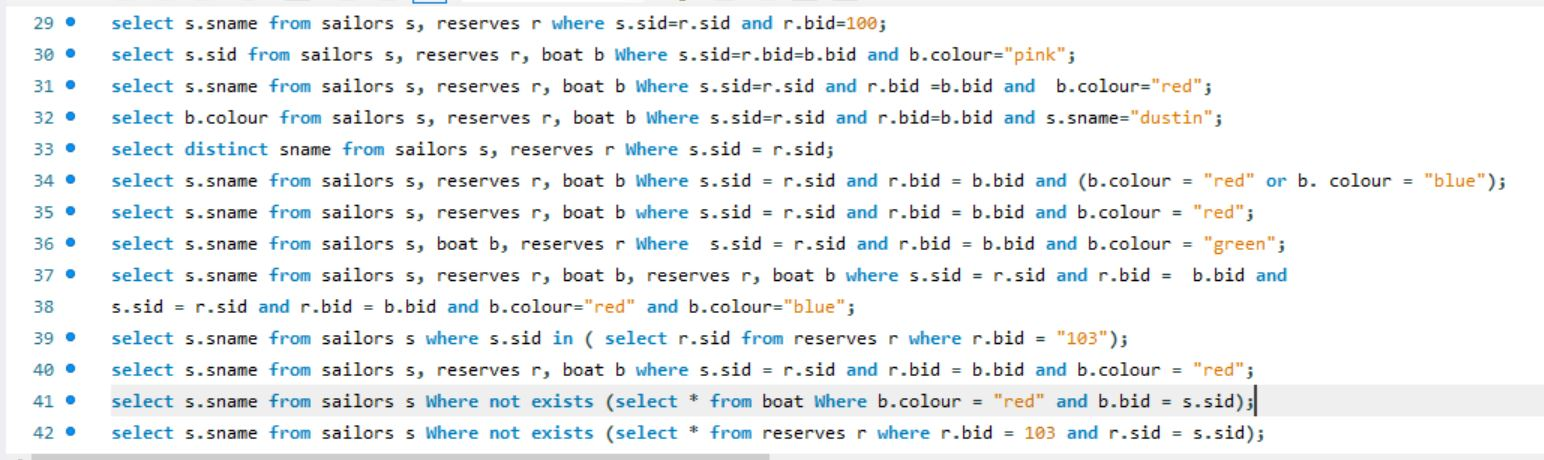 29 select s.sname from sailors s, reserves r where s.sid=r.sid and r.bid=100;
30 select s.sid from sailors s, reserves r, boat b Where s.sid=r.bid=b.bid and b.colour="pink";
31 select s.sname from sailors s, reserves r, boat b Where s.sid=r.sid and r.bid =b.bid and  b.colour="red";
32 select b.colour from sailors s, reserves r, boat b Where s.sid=r.sid and r.bid=b.bid and s.sname="dustin";
33 select distinct sname from sailors s, reserves r Where s.sid = r.sid;
34 select s.sname from sailors s, reserves r, boat b Where s.sid = r.sid and r.bid = b.bid and (b.colour = "red" or b. colour = "blue");
35 select s.sname from sailors s, reserves r, boat b where s.sid = r.sid and r.bid = b.bid and b.colour = "red";
36 select s.sname from sailors s, boat b, reserves r Where  s.sid = r.sid and r.bid = b.bid and b.colour = "green";
37 select s.sname from sailors s, reserves r, boat b, reserves r, boat b where s.sid = r.sid and r.bid =  b.bid and
38 s.sid = r.sid and r.bid = b.bid and b.colour="red" and b.colour="blue";
39 select s.sname from sailors s where s.sid in ( select r.sid from reserves r where r.bid = "103");
40 select s.sname from sailors s, reserves r, boat b where s.sid = r.sid and r.bid = b.bid and b.colour = "red";
41 select s.sname from sailors s Where not exists (select * from boat Where b.colour = "red" and b.bid = s.sid);
42 select s.sname from sailors s Where not exists (select * from reserves r where r.bid = 103 and r.sid = s.sid);